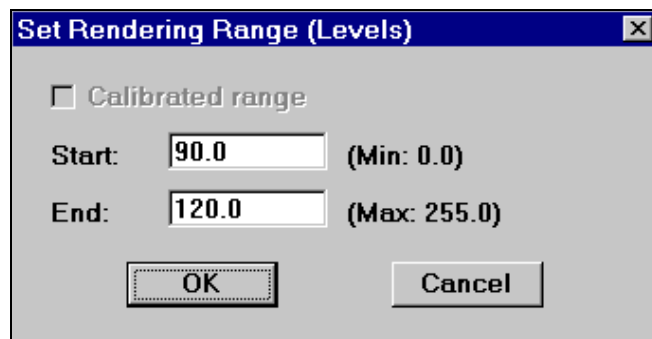 Set Rendering Range (Levels)
Calibrated range
Start: 90.0 (Min: 0.0)
End: 120.0 (Max: 255.0)
OK Cancel